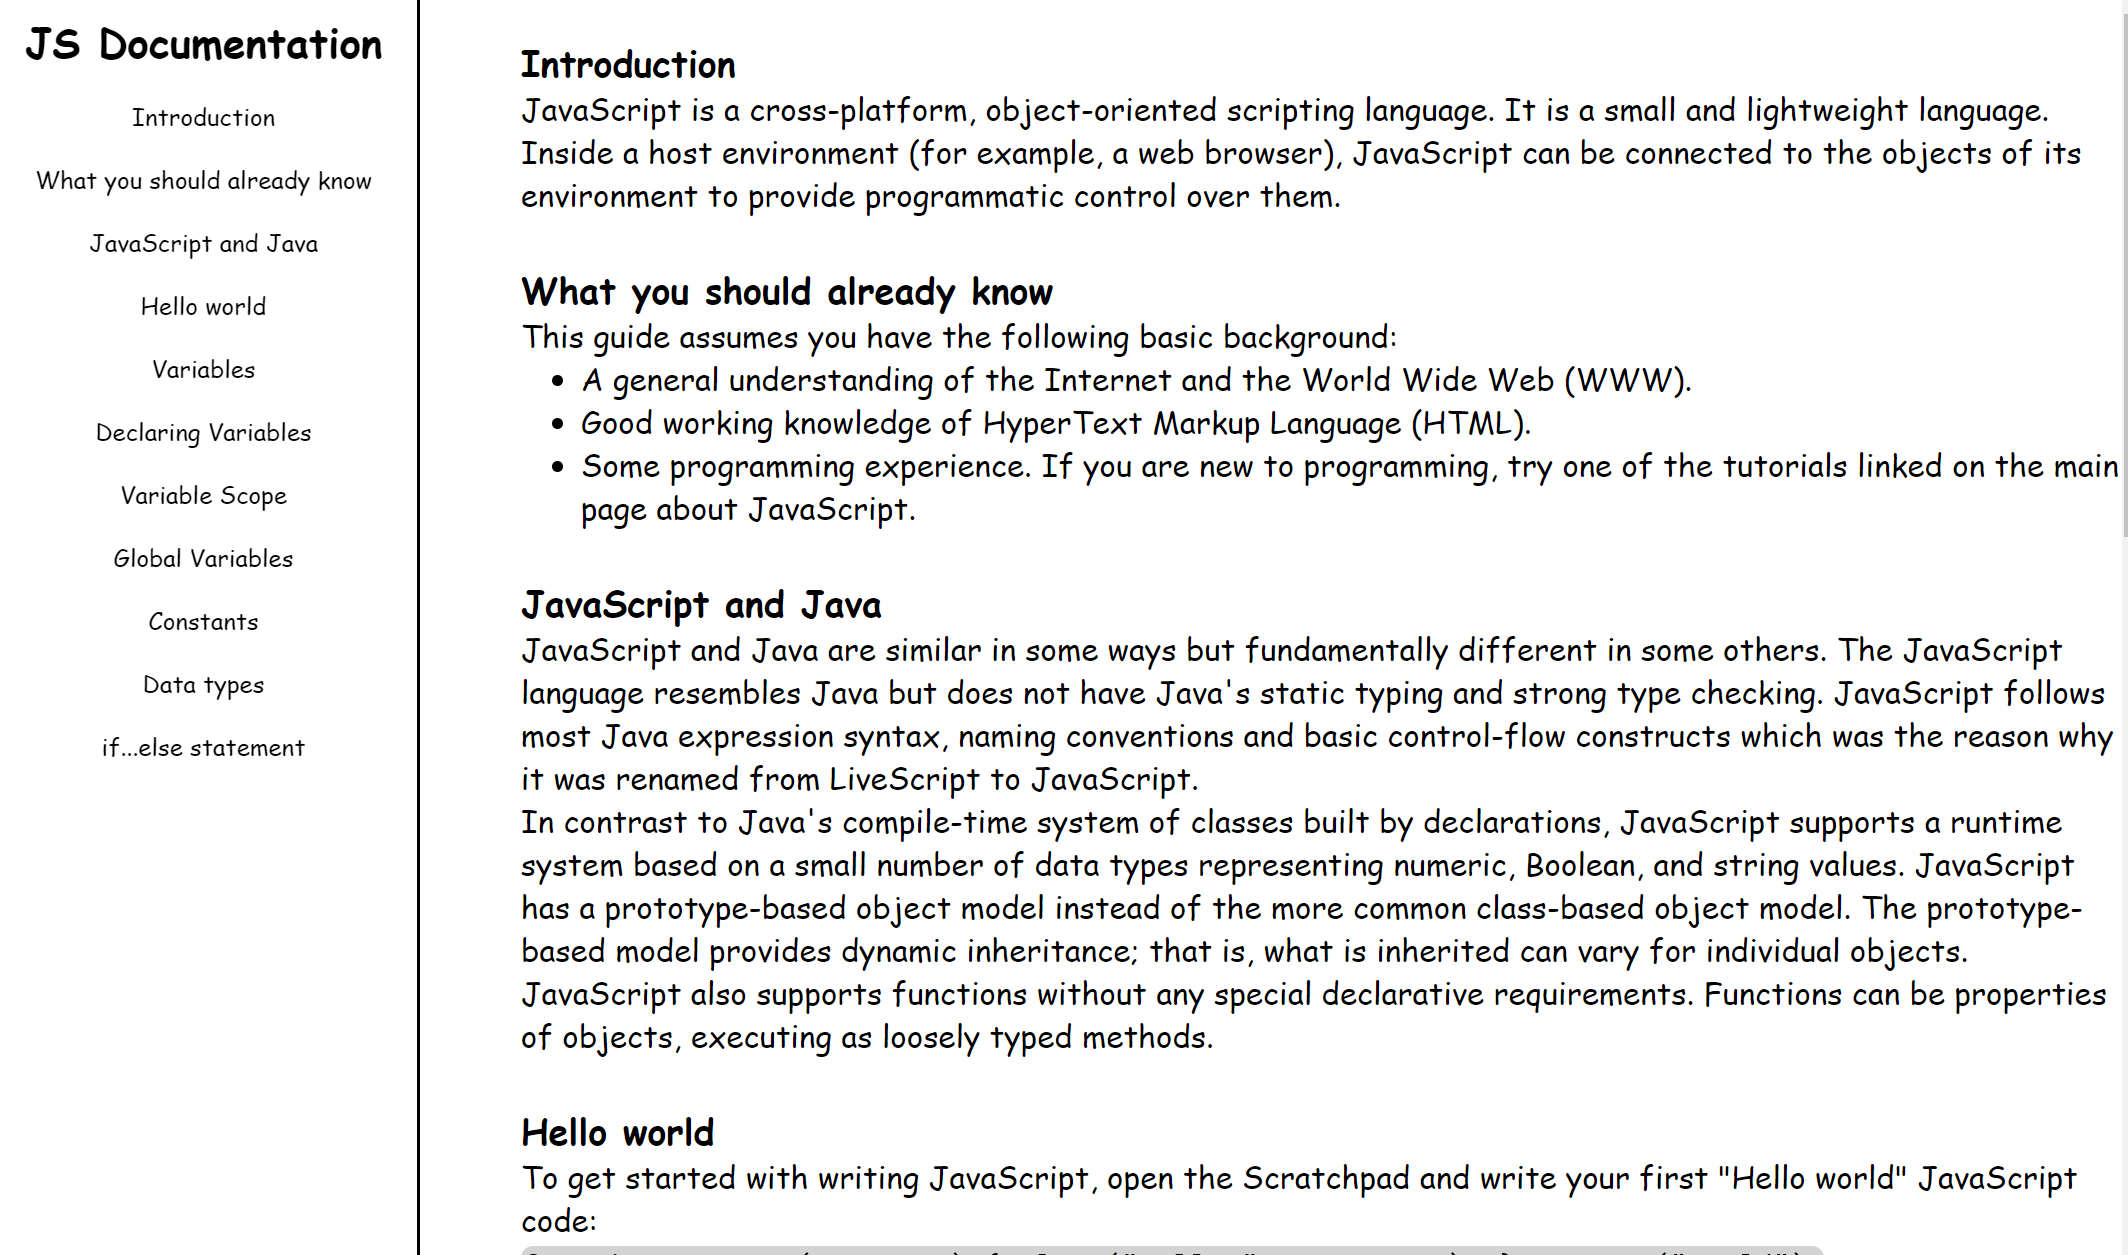 JS Documentation
Introduction
What you should already know
JavaScript and Java
Hello world
Variables
Declaring Variables
Variable Scope
Global Variables
Constants
Data types
if...else statement
Introduction
JavaScript is a cross-platform, object-oriented scripting language. It is a small and lightweight language.
Inside a host environment (for example, a web browser), JavaScript can be connected to the objects of its
environment to provide programmatic control over them.
What you should already know
This guide assumes you have the following basic background:
• A general understanding of the Internet and the World Wide Web (WWW).
• Good working knowledge of HyperText Markup Language (HTML).
• Some programming experience. If you are new to programming, try one of the tutorials linked on the main
page about JavaScript.
JavaScript and Java
JavaScript and Java are similar in some ways but fundamentally different in some others. The JavaScript
language resembles Java but does not have Java's static typing and strong type checking. JavaScript follows
most Java expression syntax, naming conventions and basic control-flow constructs which was the reason why
it was renamed from LiveScript to JavaScript.
In contrast to Java's compile-time system of classes built by declarations, JavaScript supports a runtime
system based on a small number of data types representing numeric, Boolean, and string values. JavaScript
has a prototype-based object model instead of the more common class-based object model. The prototype-
based model provides dynamic inheritance; that is, what is inherited can vary for individual objects.
JavaScript also supports functions without any special declarative requirements. Functions can be properties
of objects, executing as loosely typed methods.
Hello world
To get started with writing JavaScript, open the Scratchpad and write your first "Hello world" JavaScript
code: